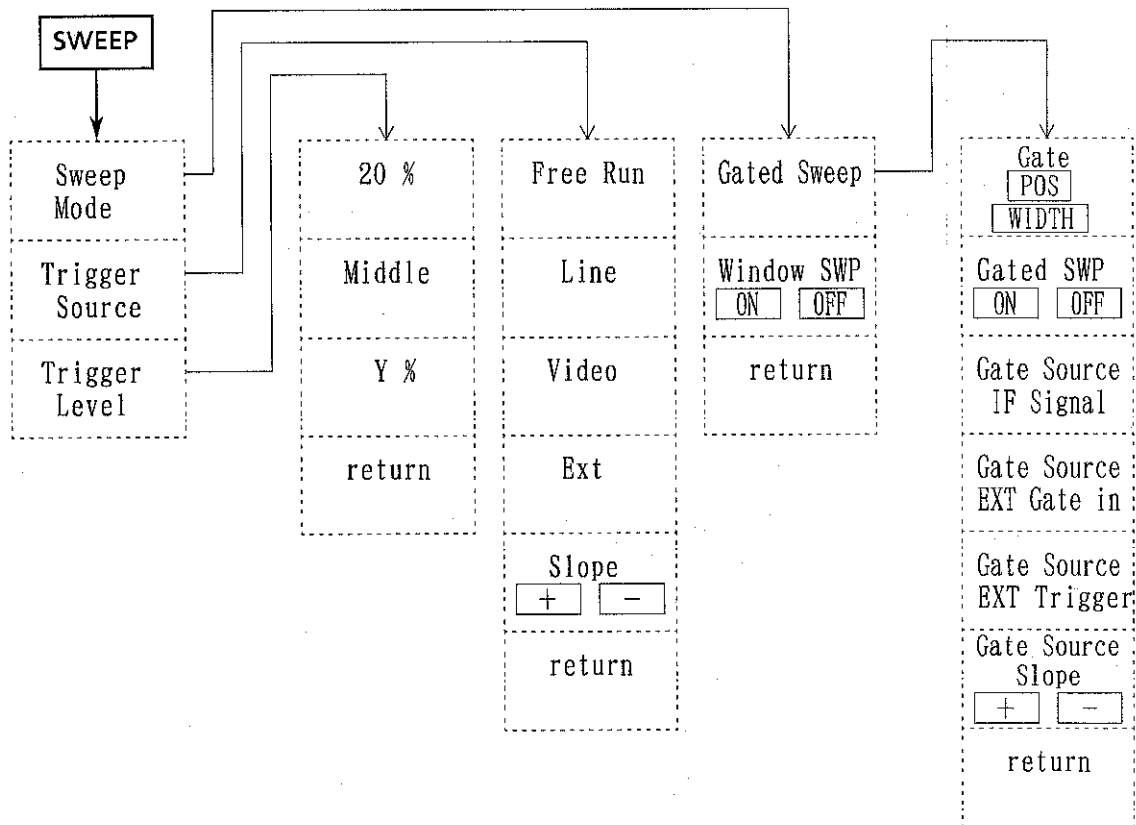 SWEEP
Sweep
Mode
Trigger
Source
Trigger
Level
20 %
Middle
Y %
return
Free Run
Line
Video
Ext
Slope
+ -
return
Gated Sweep
Window SWP
ON OFF
return
Gate
POS
WIDTH
Gated SWP
ON OFF
Gate Source
IF Signal
Gate Source
EXT Gate in
Gate Source
EXT Trigger
Gate Source
Slope
+ -
return